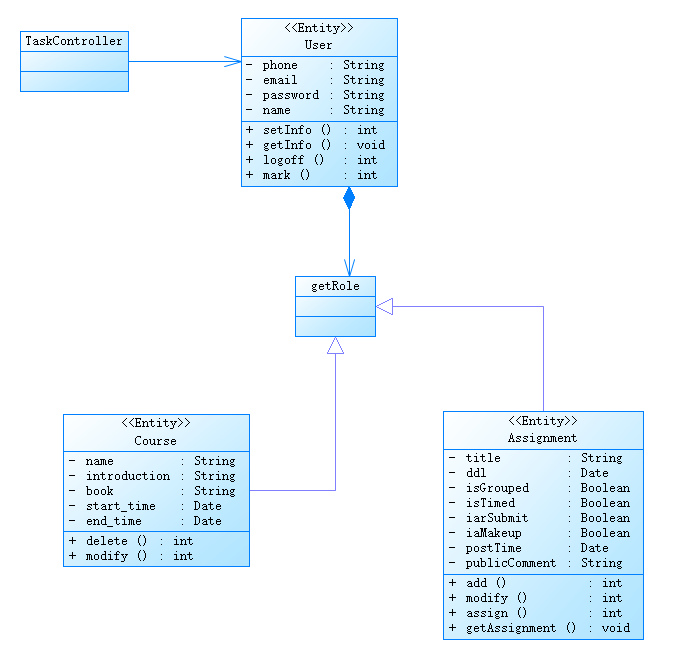 TaskController
<<Entity>>
User
- phone : String
- email : String
- password : String
- name : String
+ setInfo () : int
+ getInfo () : void
+ logoff () : int
+ mark () : int
getRole
<<Entity>>
Course
- name : String
- introduction : String
- book : String
- start_time : Date
- end_time : Date
+ delete () : int
+ modify () : int
<<Entity>>
Assignment
- title : String
- ddl : Date
- isGrouped : Boolean
- isTimed : Boolean
- iarSubmit : Boolean
- iaMakeup : Boolean
- postTime : Date
- publicComment : String
+ add () : int
+ modify () : int
+ assign () : int
+ getAssignment () : void